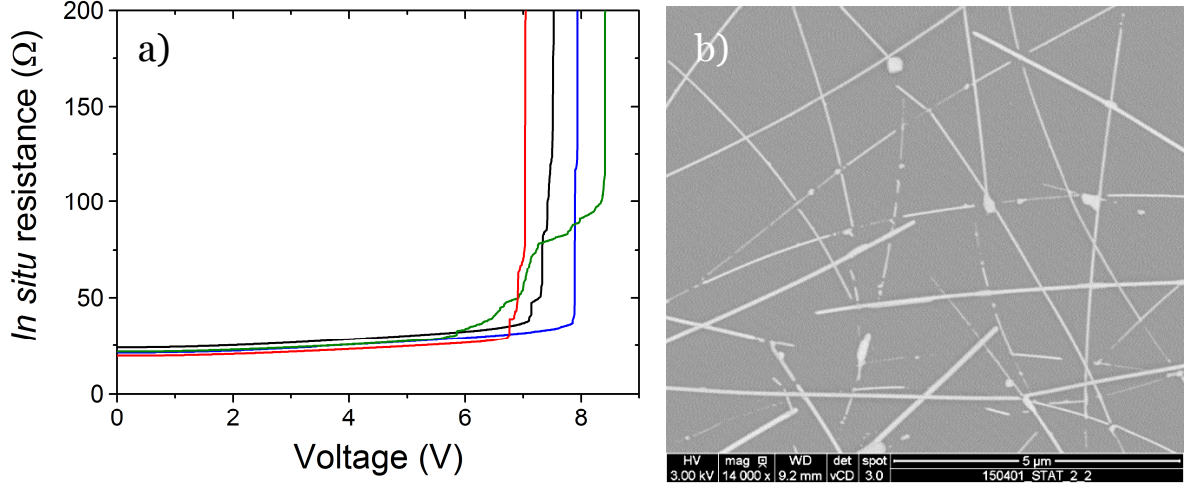 a)
200
150
100
50
0
In situ resistance (Ω)
0 2 4 6 8
Voltage (V)
b)
HV mag WD det spot
3.00 kV 14 000 x 9.2 mm vCD 3.0
5 µm
150401_STAT_2_2